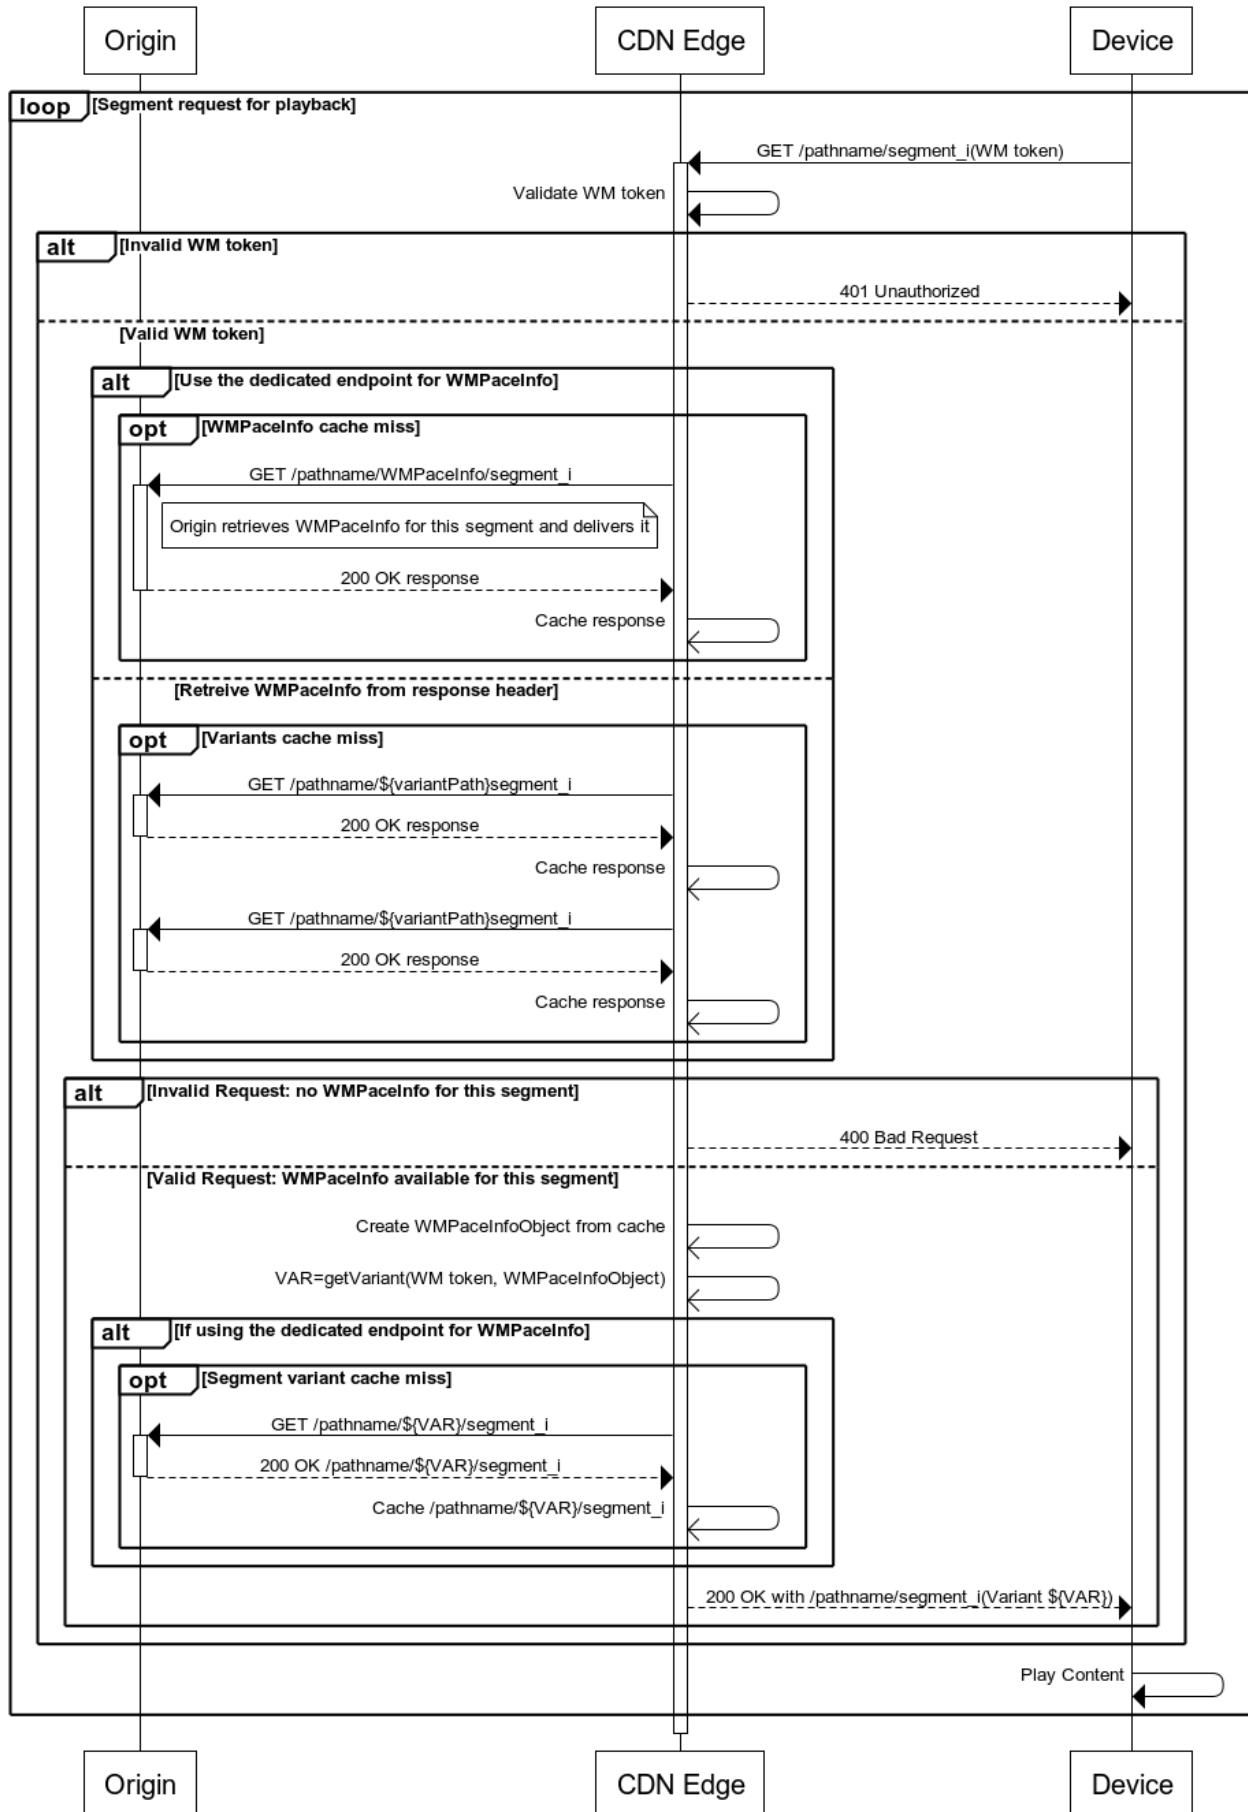 Origin
CDN Edge
Device
loop [Segment request for playback]
GET /pathname/segment_i(WM token)
Validate WM token
alt [Invalid WM token]
401 Unauthorized
[Valid WM token]
alt [Use the dedicated endpoint for WMPaceInfo]
opt [WMPaceInfo cache miss]
GET /pathname/WMPaceInfo/segment_i
Origin retrieves WMPaceInfo for this segment and delivers it
200 OK response
Cache response
[Retreive WMPaceInfo from response header]
opt [Variants cache miss]
GET /pathname/${variantPath}segment_i
200 OK response
Cache response
GET /pathname/${variantPath}segment_i
200 OK response
Cache response
alt [Invalid Request: no WMPaceInfo for this segment]
400 Bad Request
[Valid Request: WMPaceInfo available for this segment]
Create WMPaceInfoObject from cache
VAR=getVariant(WM token, WMPaceInfoObject)
alt [If using the dedicated endpoint for WMPaceInfo]
opt [Segment variant cache miss]
GET /pathname/${VAR}/segment_i
200 OK /pathname/${VAR}/segment_i
Cache /pathname/${VAR}/segment_i
200 OK with /pathname/segment_i(Variant ${VAR})
Play Content
Origin
CDN Edge
Device